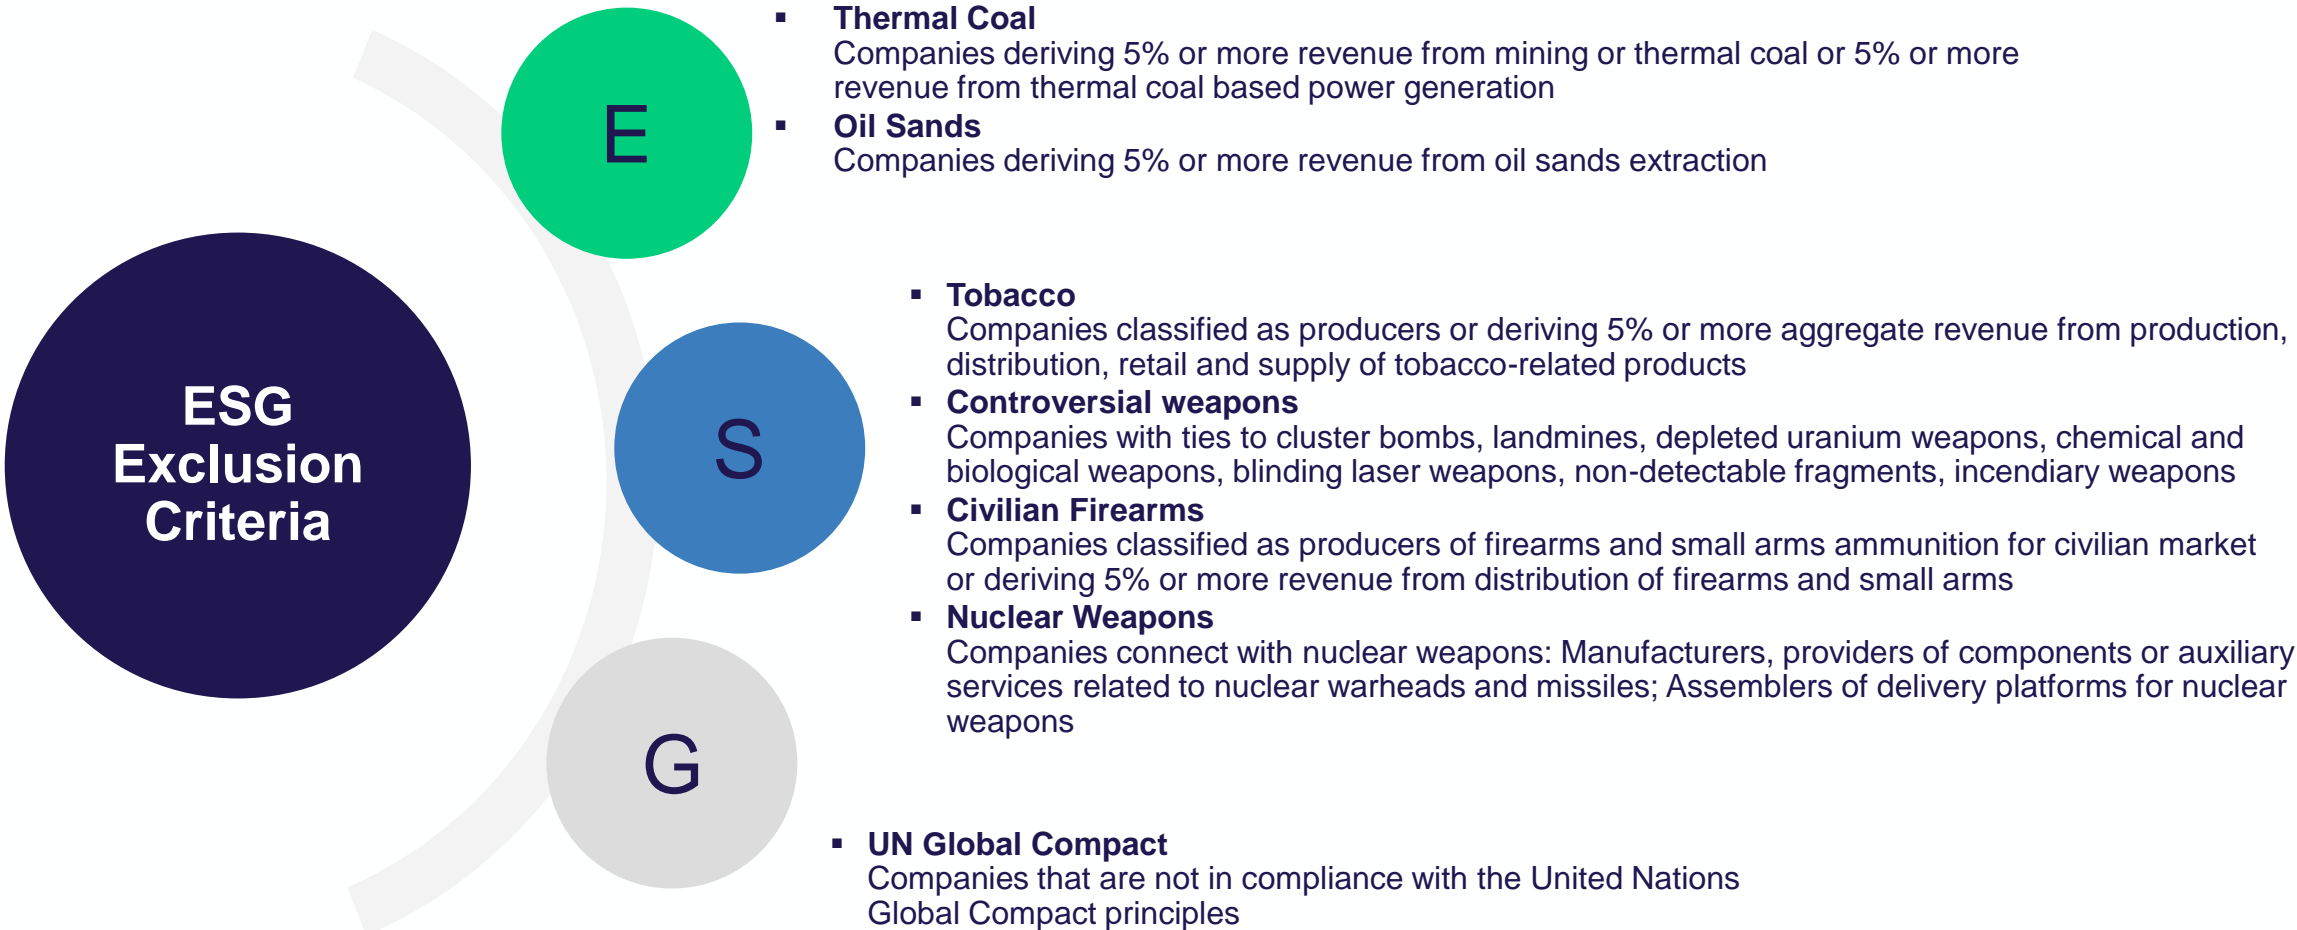 ESG
Exclusion
Criteria
E
▪ Thermal Coal
Companies deriving 5% or more revenue from mining or thermal coal or 5% or more
revenue from thermal coal based power generation
▪ Oil Sands
Companies deriving 5% or more revenue from oil sands extraction
S
▪ Tobacco
Companies classified as producers or deriving 5% or more aggregate revenue from production,
distribution, retail and supply of tobacco-related products
▪ Controversial weapons
Companies with ties to cluster bombs, landmines, depleted uranium weapons, chemical and
biological weapons, blinding laser weapons, non-detectable fragments, incendiary weapons
▪ Civilian Firearms
Companies classified as producers of firearms and small arms ammunition for civilian market
or deriving 5% or more revenue from distribution of firearms and small arms
▪ Nuclear Weapons
Companies connect with nuclear weapons: Manufacturers, providers of components or auxiliary
services related to nuclear warheads and missiles; Assemblers of delivery platforms for nuclear
weapons
G
▪ UN Global Compact
Companies that are not in compliance with the United Nations
Global Compact principles